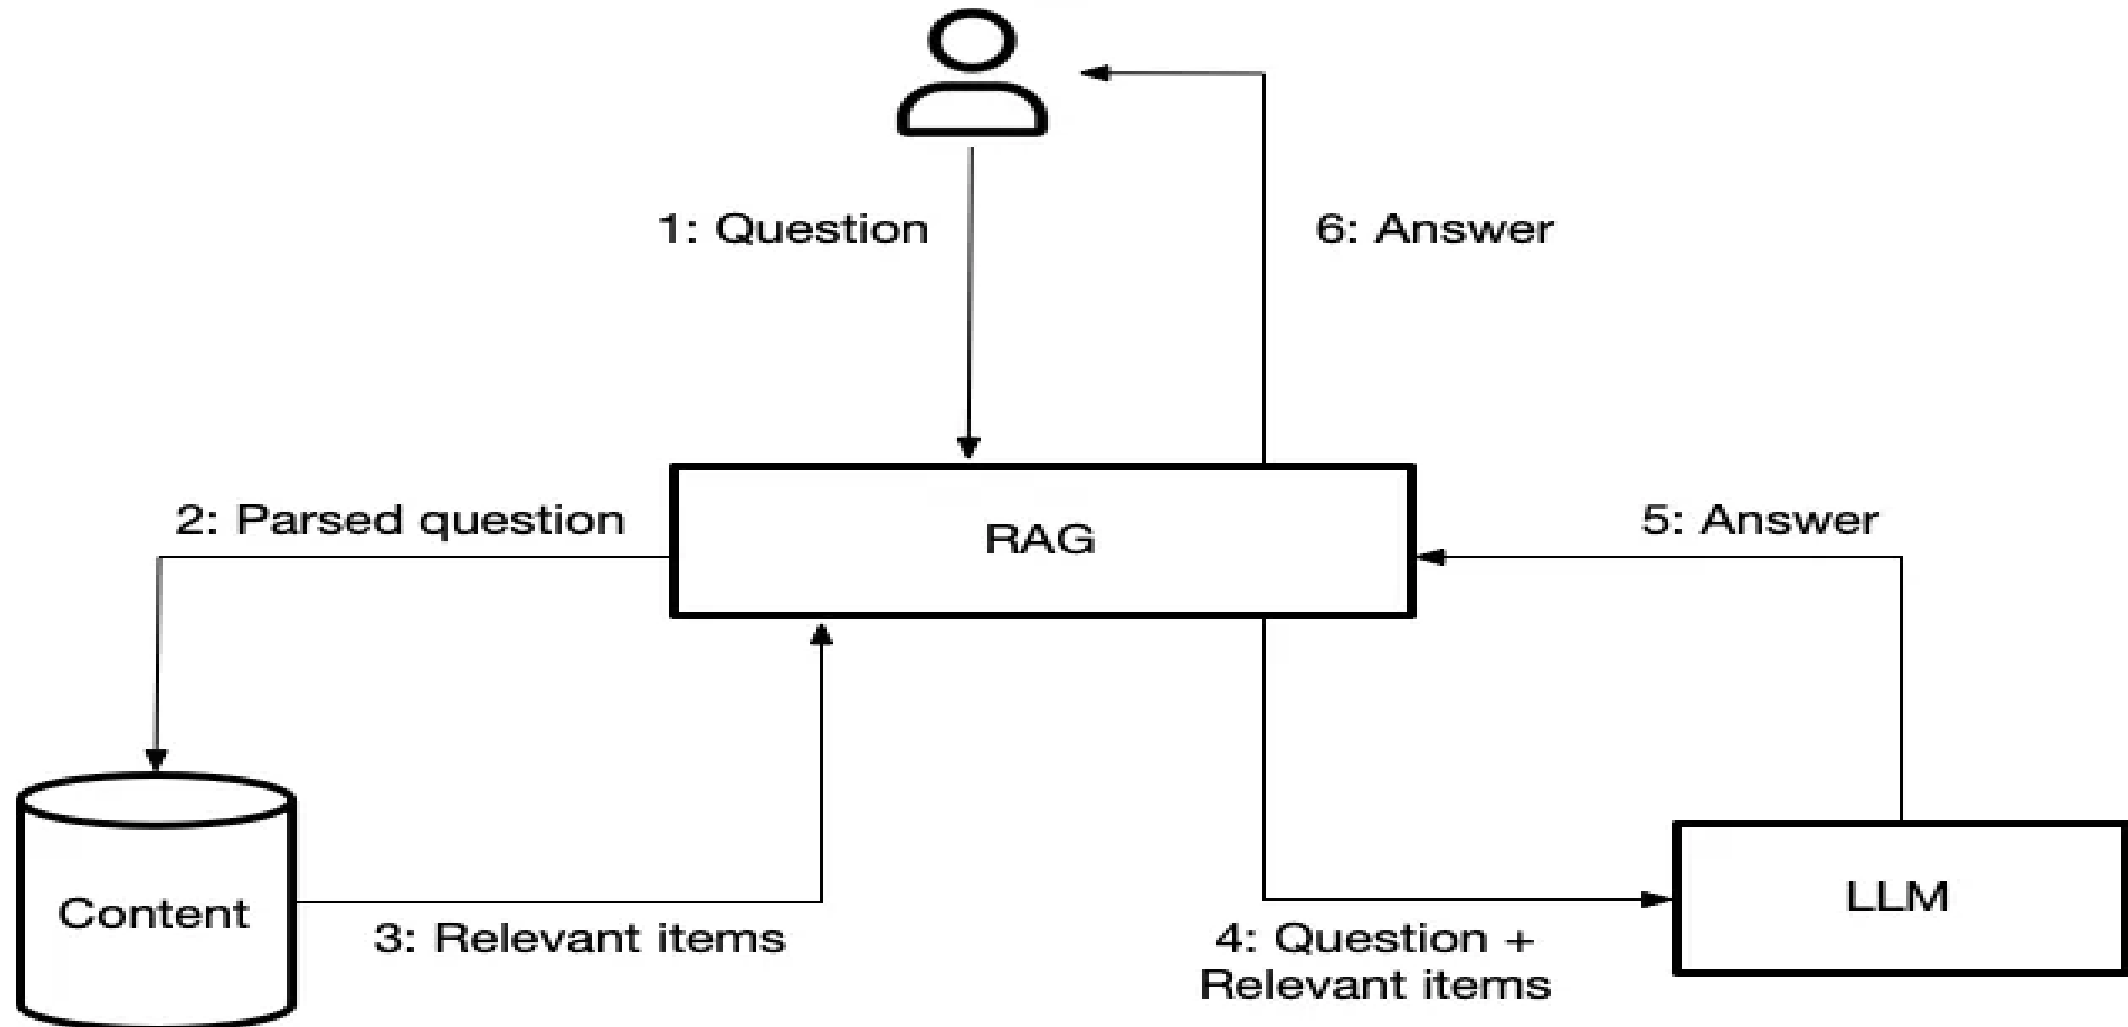 1: Question
6: Answer
2: Parsed question
RAG
5: Answer
Content
3: Relevant items
4: Question +
Relevant items
LLM